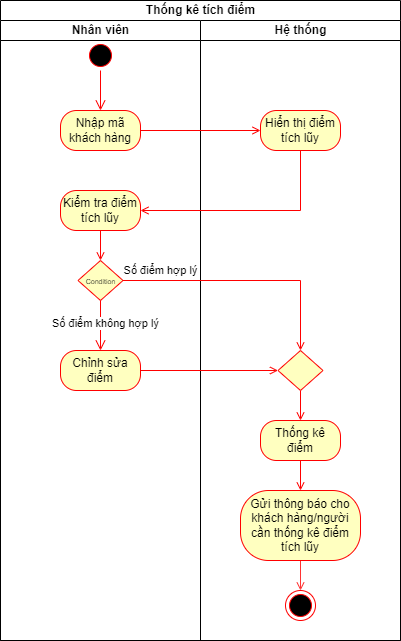 Thống kê tích điểm
Nhân viên
Hệ thống
Nhập mã
khách hàng
Hiển thị điểm
tích lũy
Kiểm tra điểm
tích lũy
Số điểm hợp lý
Condition
Số điểm không hợp lý
Chỉnh sửa
điểm
Thống kê
điểm
Gửi thông báo cho
khách hàng/người
cần thống kê điểm
tích lũy